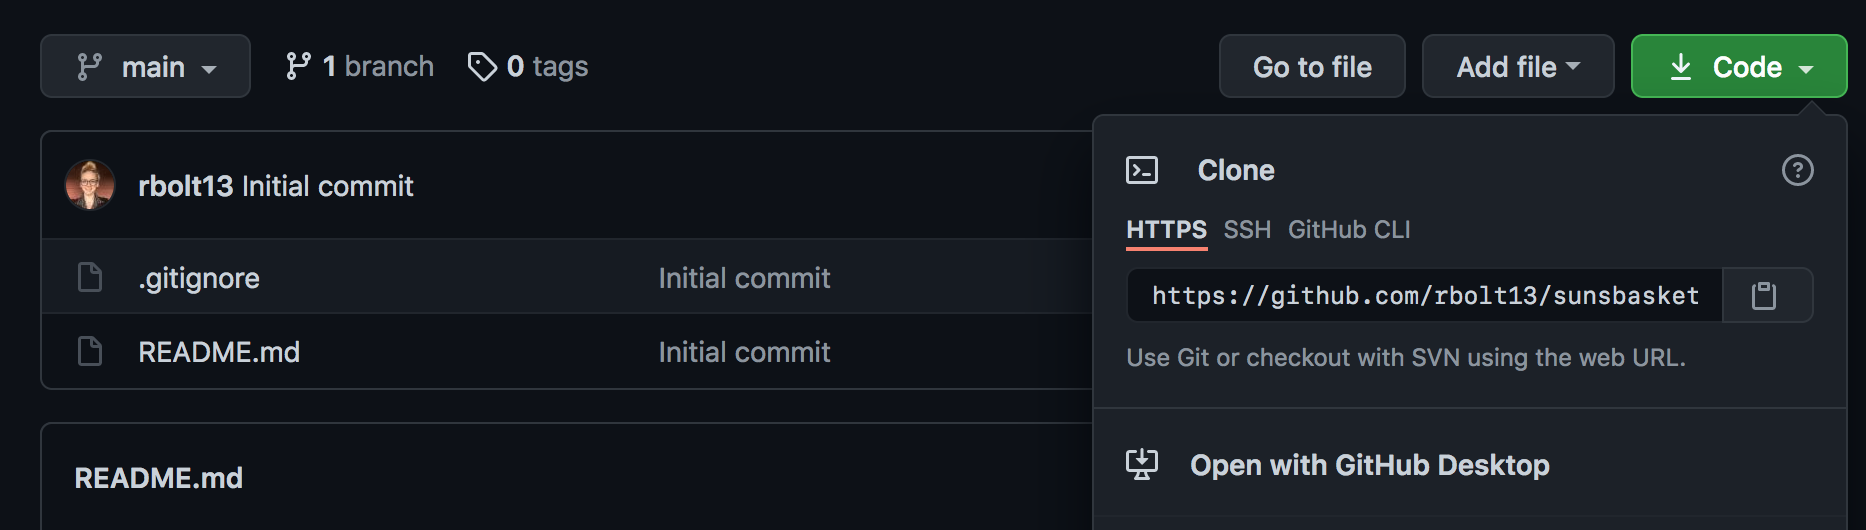 main 1 branch 0 tags Go to file Add file Code
rbolt13 Initial commit
.gitignore Initial commit
README.md Initial commit
README.md
Clone
HTTPS SSH GitHub CLI
https://github.com/rbolt13/sunsbasket
Use Git or checkout with SVN using the web URL.
Open with GitHub Desktop